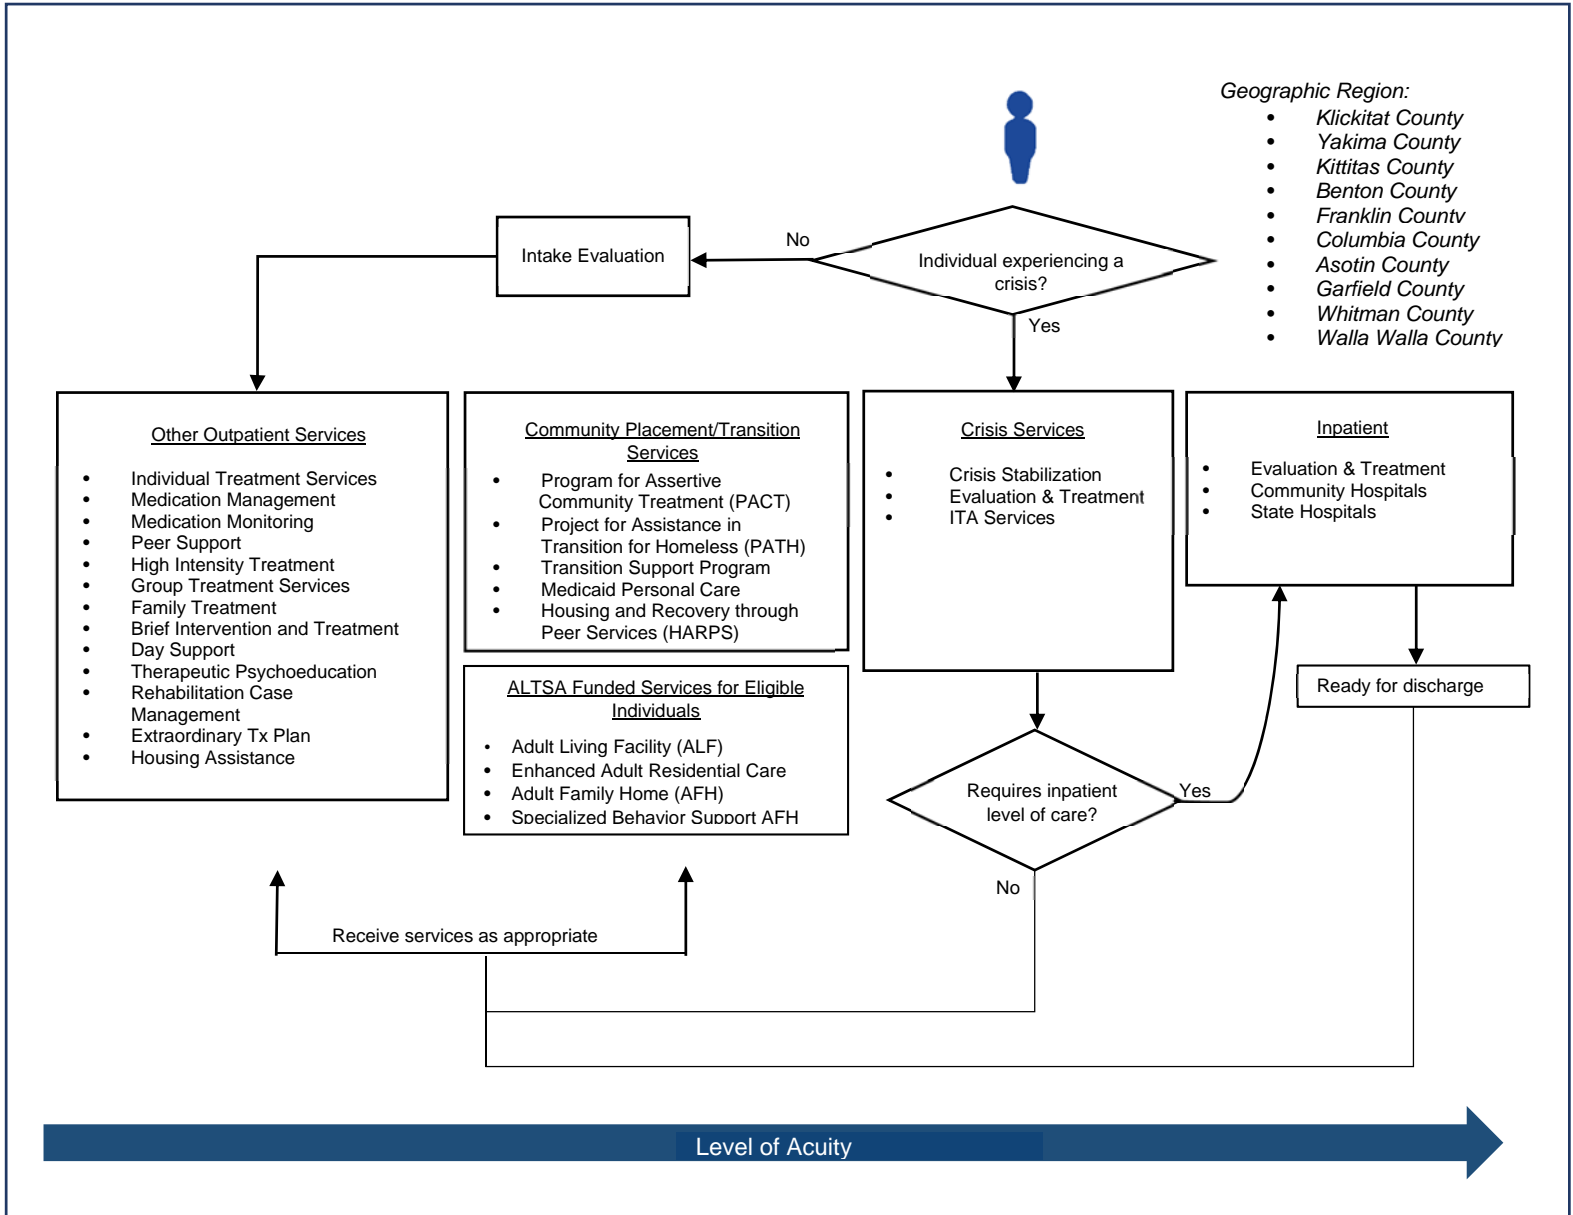 Geographic Region:
• Klickitat County
• Yakima County
• Kittitas County
• Benton County
• Franklin County
• Columbia County
• Asotin County
• Garfield County
• Whitman County
• Walla Walla County
Individual experiencing a
crisis?
No
Yes
Intake Evaluation
Other Outpatient Services
• Individual Treatment Services
• Medication Management
• Medication Monitoring
• Peer Support
• High Intensity Treatment
• Group Treatment Services
• Family Treatment
• Brief Intervention and Treatment
• Day Support
• Therapeutic Psychoeducation
• Rehabilitation Case
Management
• Extraordinary Tx Plan
• Housing Assistance
Community Placement/Transition
Services
• Program for Assertive
Community Treatment (PACT)
• Project for Assistance in
Transition for Homeless (PATH)
• Transition Support Program
• Medicaid Personal Care
• Housing and Recovery through
Peer Services (HARPS)
ALTSA Funded Services for Eligible
Individuals
• Adult Living Facility (ALF)
• Enhanced Adult Residential Care
• Adult Family Home (AFH)
• Specialized Behavior Support AFH
Crisis Services
• Crisis Stabilization
• Evaluation & Treatment
• ITA Services
Inpatient
• Evaluation & Treatment
• Community Hospitals
• State Hospitals
Ready for discharge
Requires inpatient
level of care?
Yes
No
Receive services as appropriate
Level of Acuity